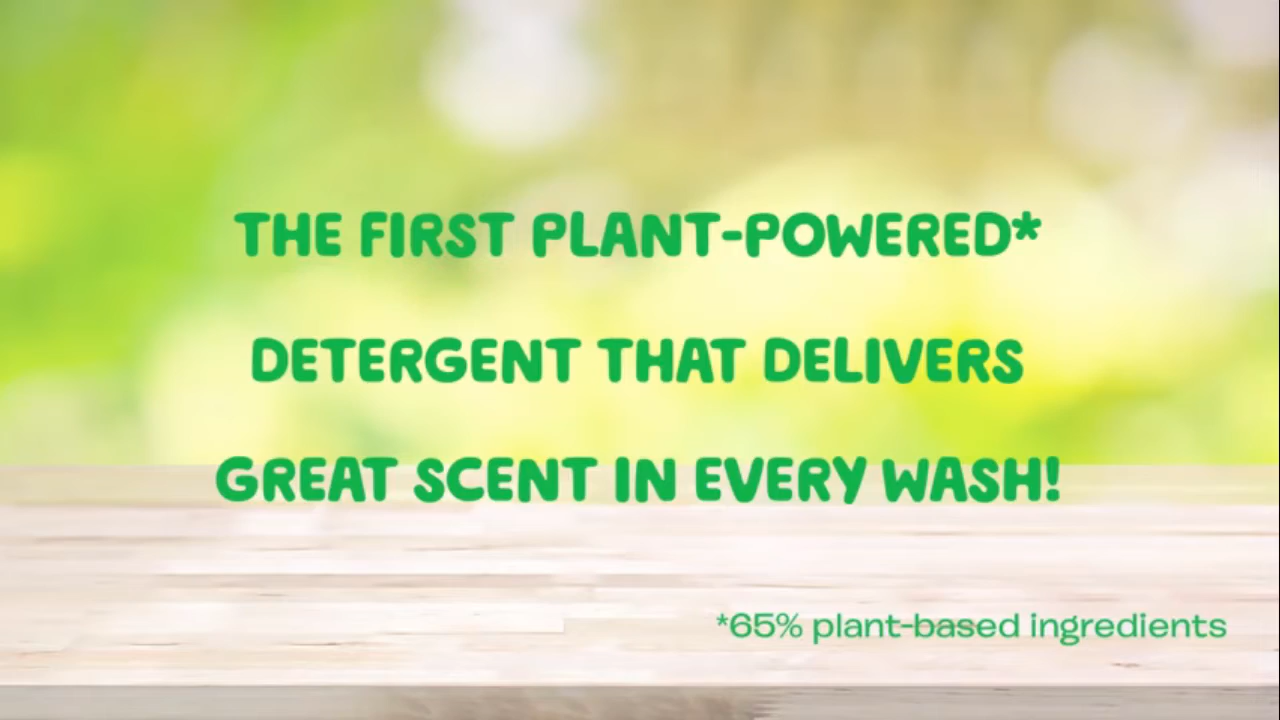 THE FIRST PLANT-POWERED*
DETERGENT THAT DELIVERS
GREAT SCENT IN EVERY WASH!
*65% plant-based ingredients